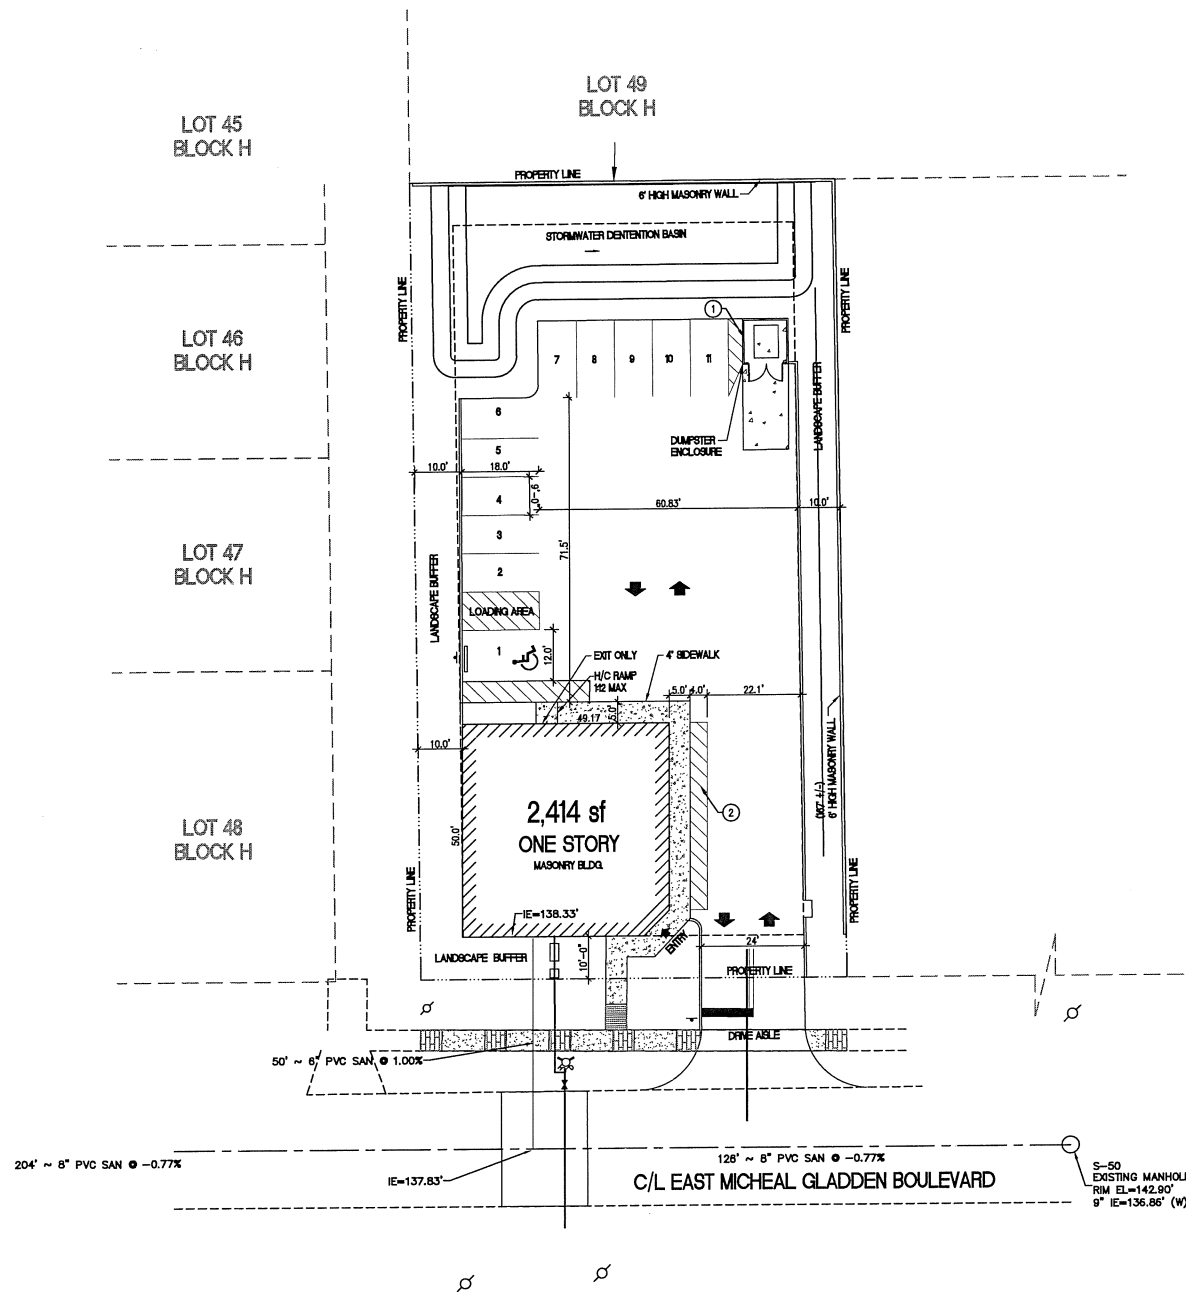 LOT 49
BLOCK H
LOT 45
BLOCK H
PROPERTY LINE
6' HIGH MASONRY WALL
STORMWATER DENTENTION BASIN
PROPERTY LINE
PROPERTY LINE
1
LOT 46
BLOCK H
7
8
9
10
11
LANDSCAPE BUFFER
6
DUMPSTER
ENCLOSURE
5
10.0'
18.0'
4
9'-0"
60.83'
10.0'
3
71.5'
LOT 47
BLOCK H
2
LANDSCAPE BUFFER
LOADING AREA
1
12.0'
EXIT ONLY
4' SIDEWALK
H/C RAMP
1:12 MAX
5.0'
4.0'
22.1'
49.17
5.0'
10.0'
6' HIGH MASONRY WALL
(367 +/-)
2,414 sf
ONE STORY
MASONRY BLDG.
2
LOT 48
BLOCK H
50.0'
PROPERTY LINE
PROPERTY LINE
IE=138.33'
ENTRY
24'
LANDSCAPE BUFFER
10'-0"
PROPERTY LINE
DRIVE AISLE
50' ~ 6" PVC SAN @ 1.00%
204' ~ 8" PVC SAN @ -0.77%
126' ~ 8" PVC SAN @ -0.77%
IE=137.83'
C/L EAST MICHEAL GLADDEN BOULEVARD
S-50
EXISTING MANHOLE
RIM EL=142.90'
9" IE=136.86' (W)